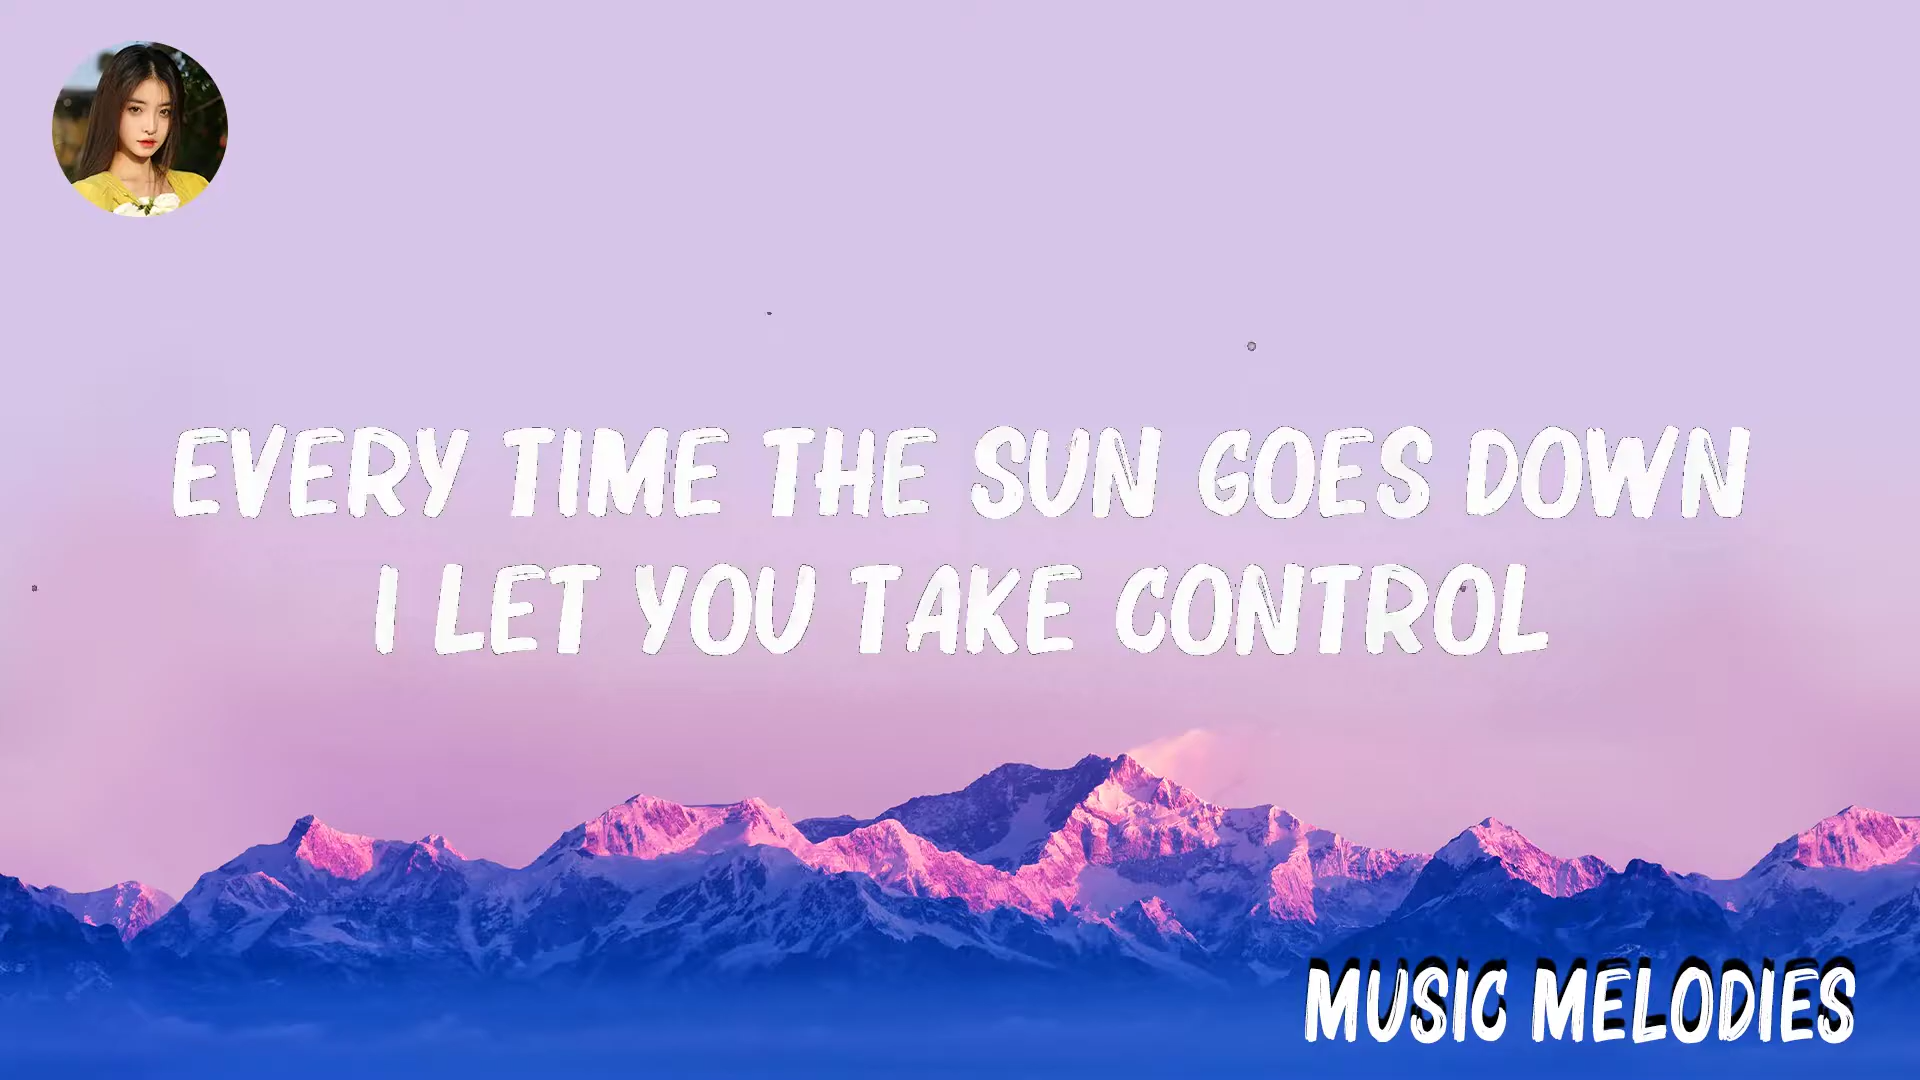 EVERY TIME THE SUN GOES DOWN
I LET YOU TAKE CONTROL
MUSIC MELODIES